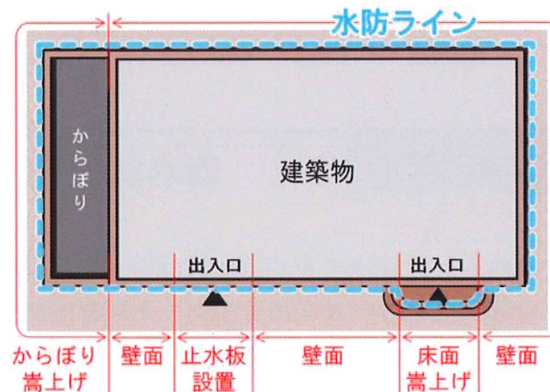 水防ライン
からぼり
建築物
出入口
出入口
からぼり
嵩上げ
壁面
止水板
設置
壁面
床面
嵩上げ
壁面